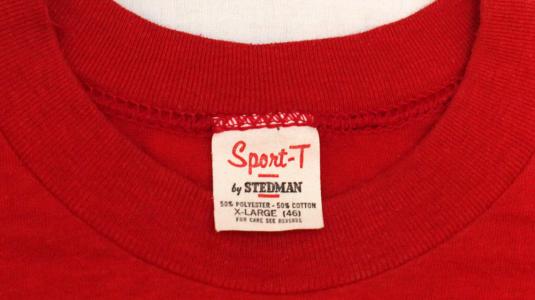 Sport-T
by STEDMAN
50% POLYESTER - 50% COTTON
X-LARGE (46)
FOR CARE SEE REVERSE